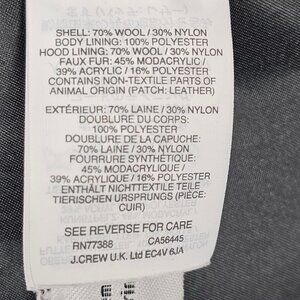 SHELL: 70% WOOL / 30% NYLON
BODY LINING: 100% POLYESTER
HOOD LINING: 70% WOOL / 30% NYLON
FAUX FUR: 45% MODACRYLIC /
39% ACRYLIC / 16% POLYESTER
CONTAINS NON-TEXTILE PARTS OF
ANIMAL ORIGIN (PATCH: LEATHER)
EXTÉRIEUR: 70% LAINE / 30% NYLON
DOUBLURE DU CORPS:
100% POLYESTER
DOUBLURE DE LA CAPUCHE:
70% LAINE / 30% NYLON
FOURRURE SYNTHÉTIQUE:
45% MODACRYLIQUE /
39% ACRYLIQUE / 16% POLYESTER
ENTHÄLT NICHTTEXTILE TEILE
TIERISCHEN URSPRUNGS (PIÈCE:
CUIR)
SEE REVERSE FOR CARE
RN77388 CA56445
J.CREW U.K. Ltd EC4V 6JA